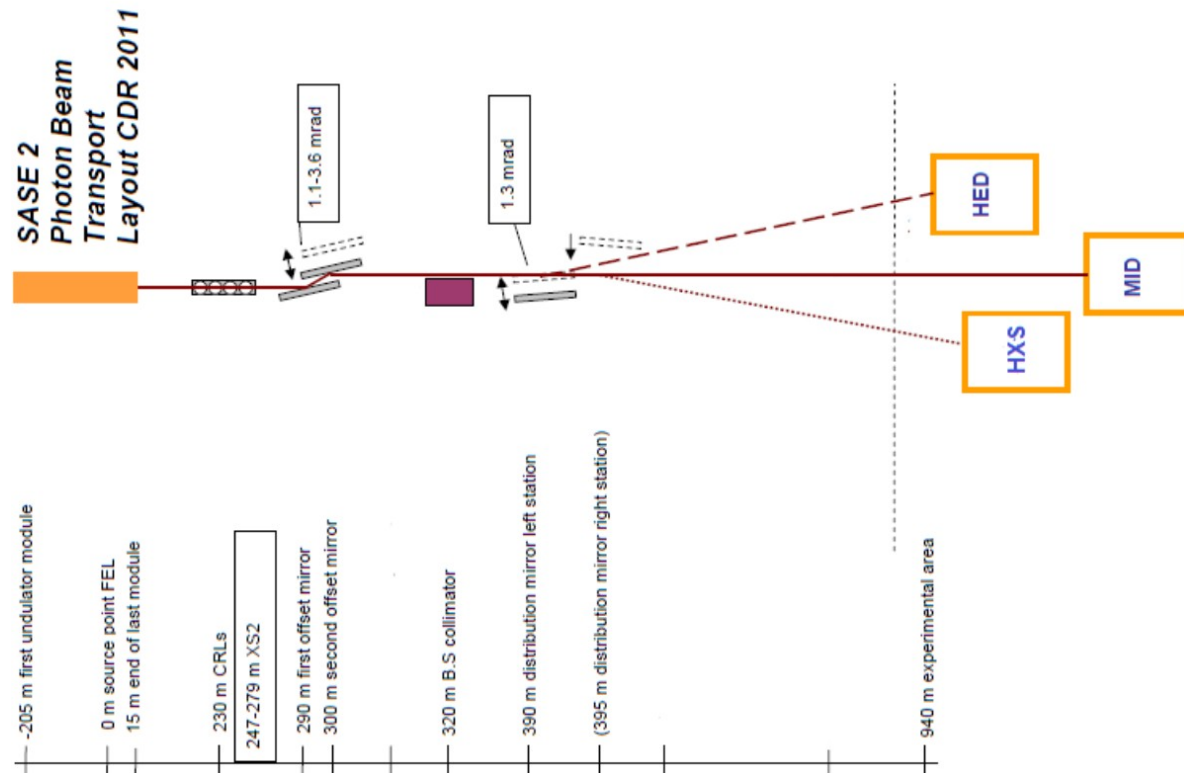 SASE 2
Photon Beam
Transport
Layout CDR 2011
1.1-3.6 mrad
1.3 mrad
HED
MID
HXS
-205 m first undulator module
0 m source point FEL
15 m end of last module
230 m CRLs
247-279 m XS2
290 m first offset mirror
300 m second offset mirror
320 m B.S collimator
390 m distribution mirror left station
(395 m distribution mirror right station)
940 m experimental area